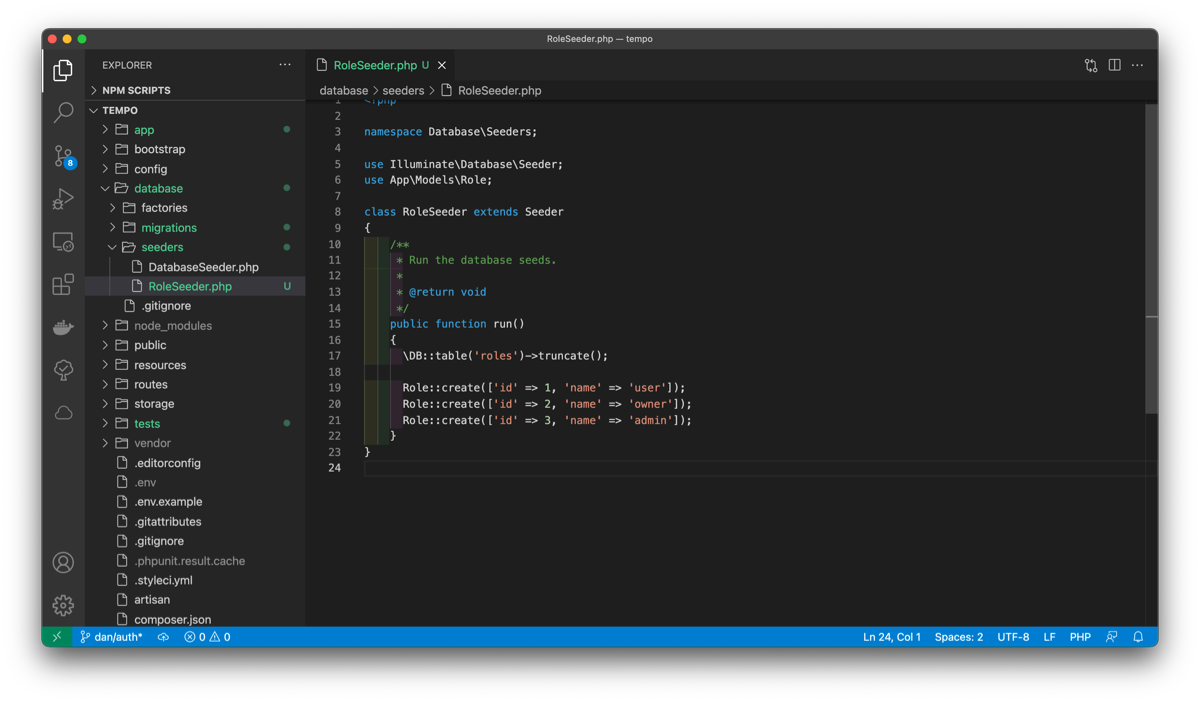 RoleSeeder.php — tempo
EXPLORER
NPM SCRIPTS
TEMPO
app
bootstrap
config
database
factories
migrations
seeders
DatabaseSeeder.php
RoleSeeder.php U
.gitignore
node_modules
public
resources
routes
storage
tests
vendor
.editorconfig
.env
.env.example
.gitattributes
.gitignore
.phpunit.result.cache
.styleci.yml
artisan
composer.json
8
RoleSeeder.php U
database > seeders > RoleSeeder.php
1 <?php
2
3 namespace Database\Seeders;
4
5 use Illuminate\Database\Seeder;
6 use App\Models\Role;
7
8 class RoleSeeder extends Seeder
9 {
10 /**
11 * Run the database seeds.
12 *
13 * @return void
14 */
15 public function run()
16 {
17 \DB::table('roles')->truncate();
18
19 Role::create(['id' => 1, 'name' => 'user']);
20 Role::create(['id' => 2, 'name' => 'owner']);
21 Role::create(['id' => 3, 'name' => 'admin']);
22 }
23 }
24
dan/auth* 0 0 Ln 24, Col 1 Spaces: 2 UTF-8 LF PHP